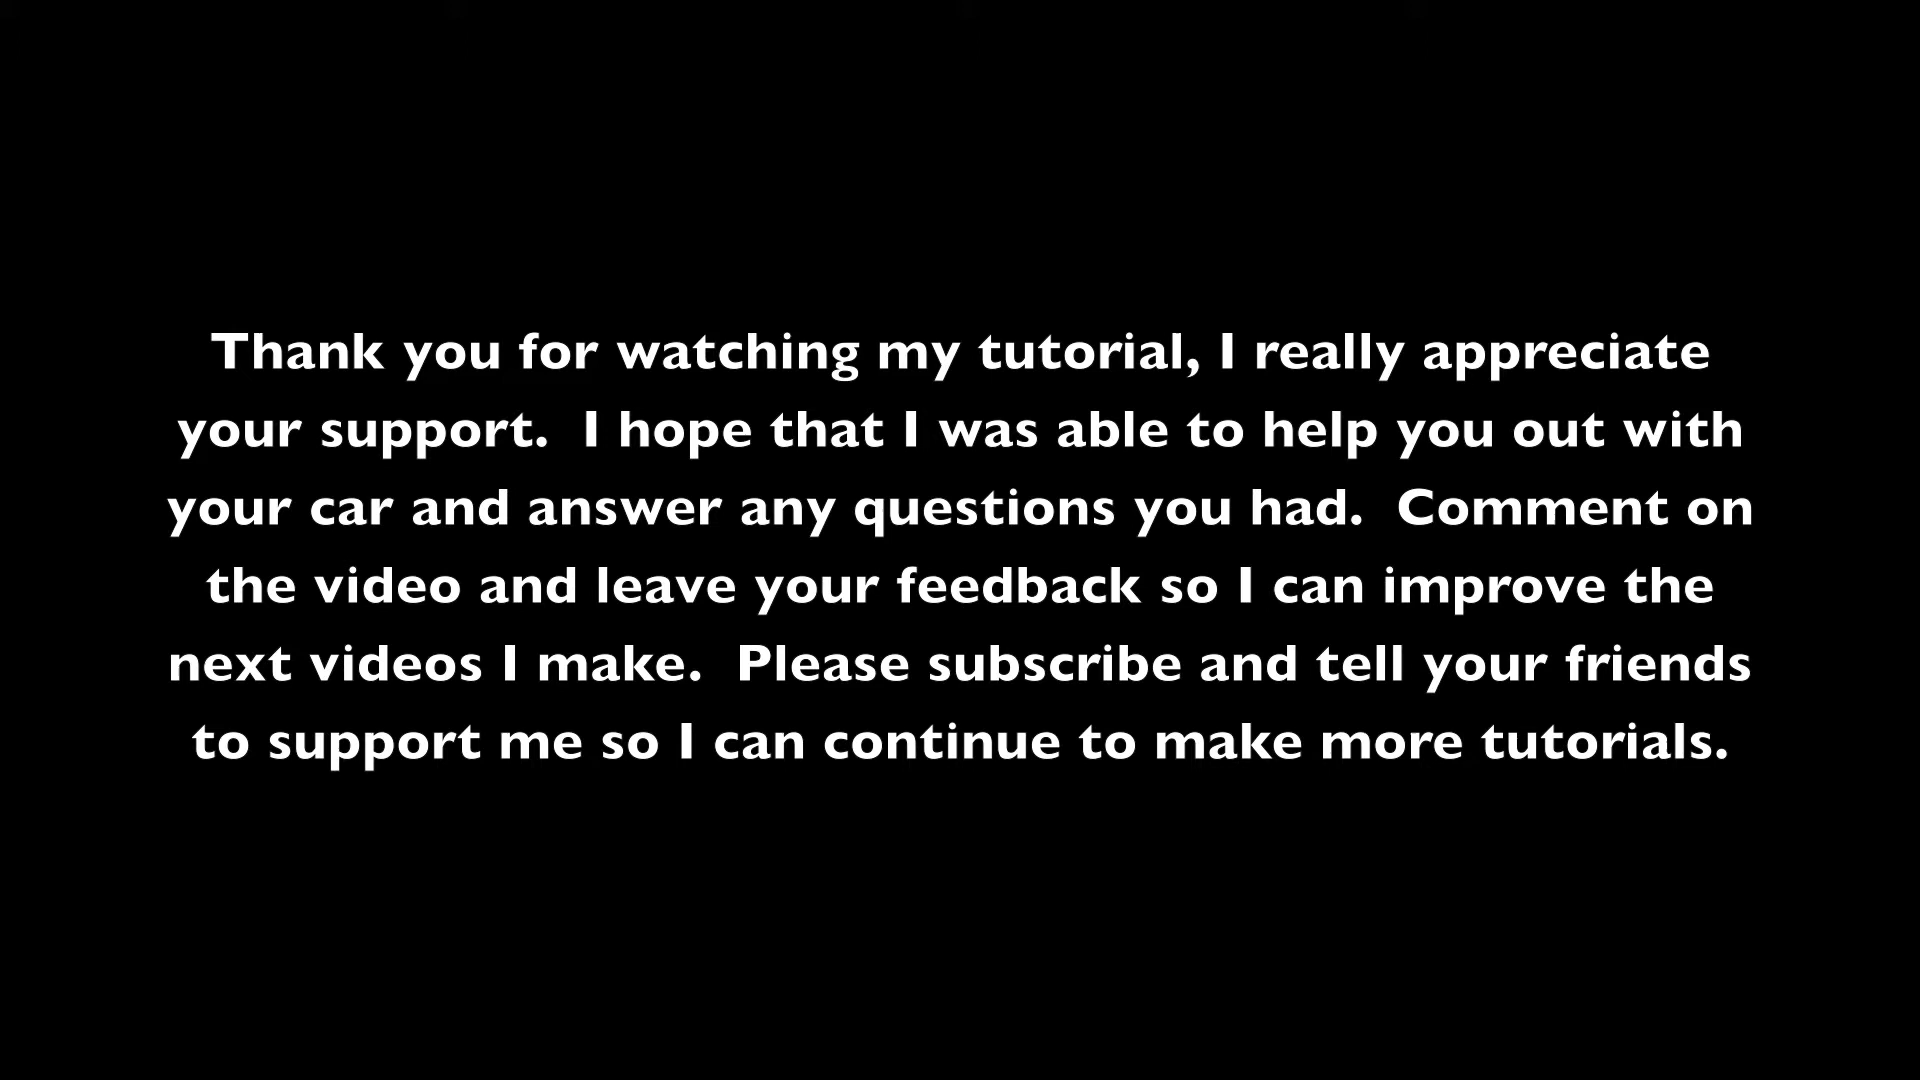 Thank you for watching my tutorial, I really appreciate
your support.  I hope that I was able to help you out with
your car and answer any questions you had.  Comment on
the video and leave your feedback so I can improve the
next videos I make.  Please subscribe and tell your friends
to support me so I can continue to make more tutorials.